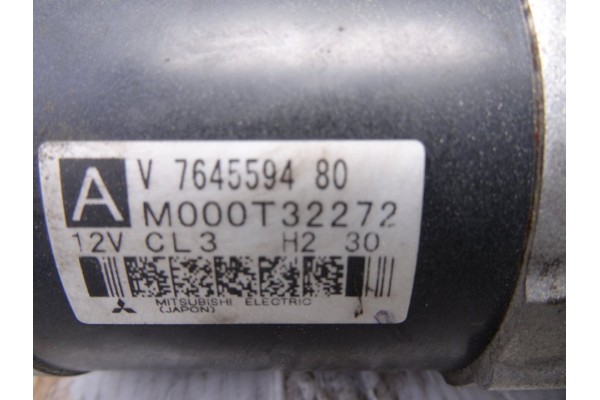 A
V 7645594 80
M000T32272
12V CL3 H2 30
MITSUBISHI ELECTRIC
(JAPON)